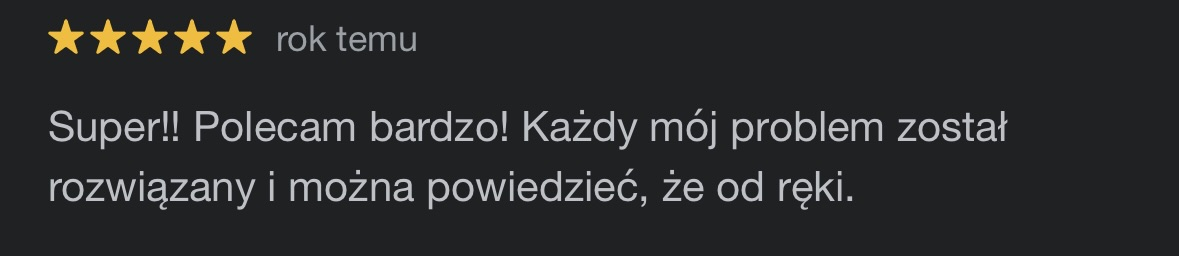 rok temu
Super!! Polecam bardzo! Każdy mój problem został
rozwiązany i można powiedzieć, że od ręki.